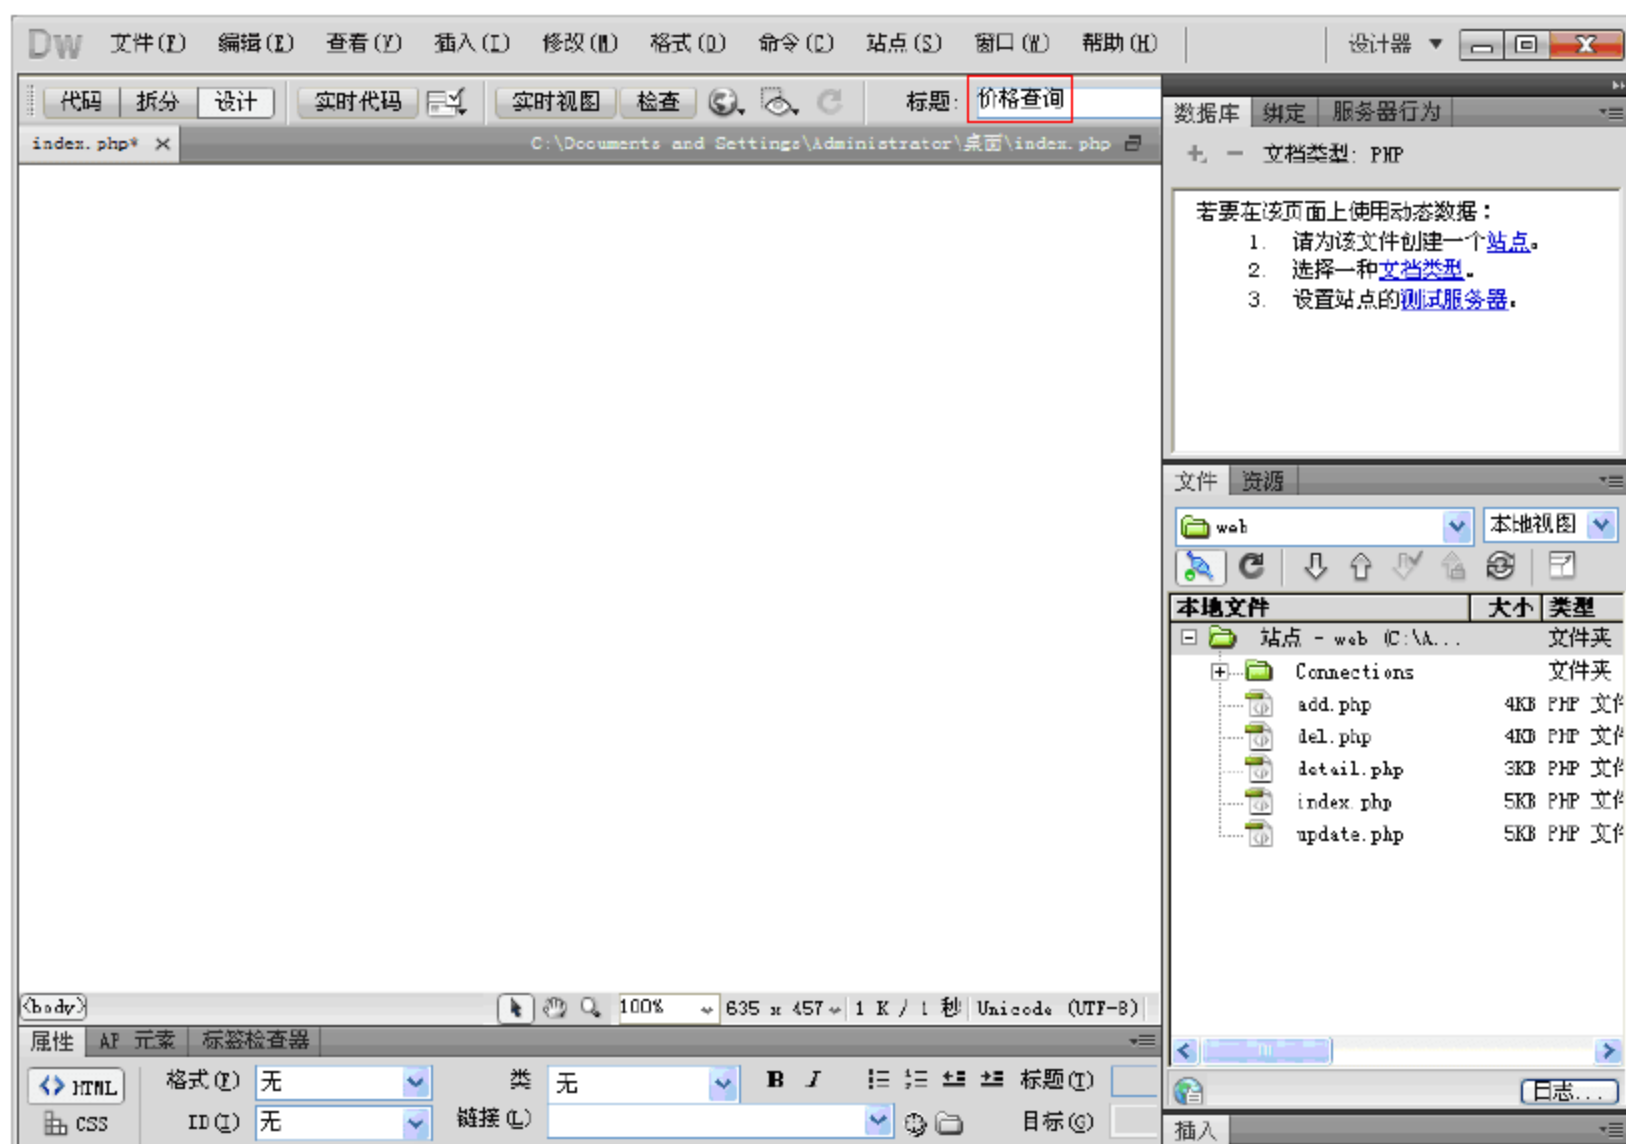 Dw 文件(F) 编辑(E) 查看(V) 插入(I) 修改(M) 格式(O) 命令(C) 站点(S) 窗口(W) 帮助(H) 设计器
代码 拆分 设计 实时代码 实时视图 检查 标题: 价格查询
index.php* C:\Documents and Settings\Administrator\桌面\index.php
数据库 绑定 服务器行为
文档类型: PHP
若要在该页面上使用动态数据：
1. 请为该文件创建一个站点。
2. 选择一种文档类型。
3. 设置站点的测试服务器。
文件 资源
web 本地视图
本地文件 大小 类型
站点 - web (C:\A... 文件夹
Connections 文件夹
add.php 4KB PHP 文件
del.php 4KB PHP 文件
detail.php 3KB PHP 文件
index.php 5KB PHP 文件
update.php 5KB PHP 文件
<body> 100% 635 x 457 1 K / 1 秒 Unicode (UTF-8)
属性 AP 元素 标签检查器
HTML 格式(F) 无 类 无 B I 标题(T)
CSS ID(I) 无 链接(L) 目标(G)
日志...
插入